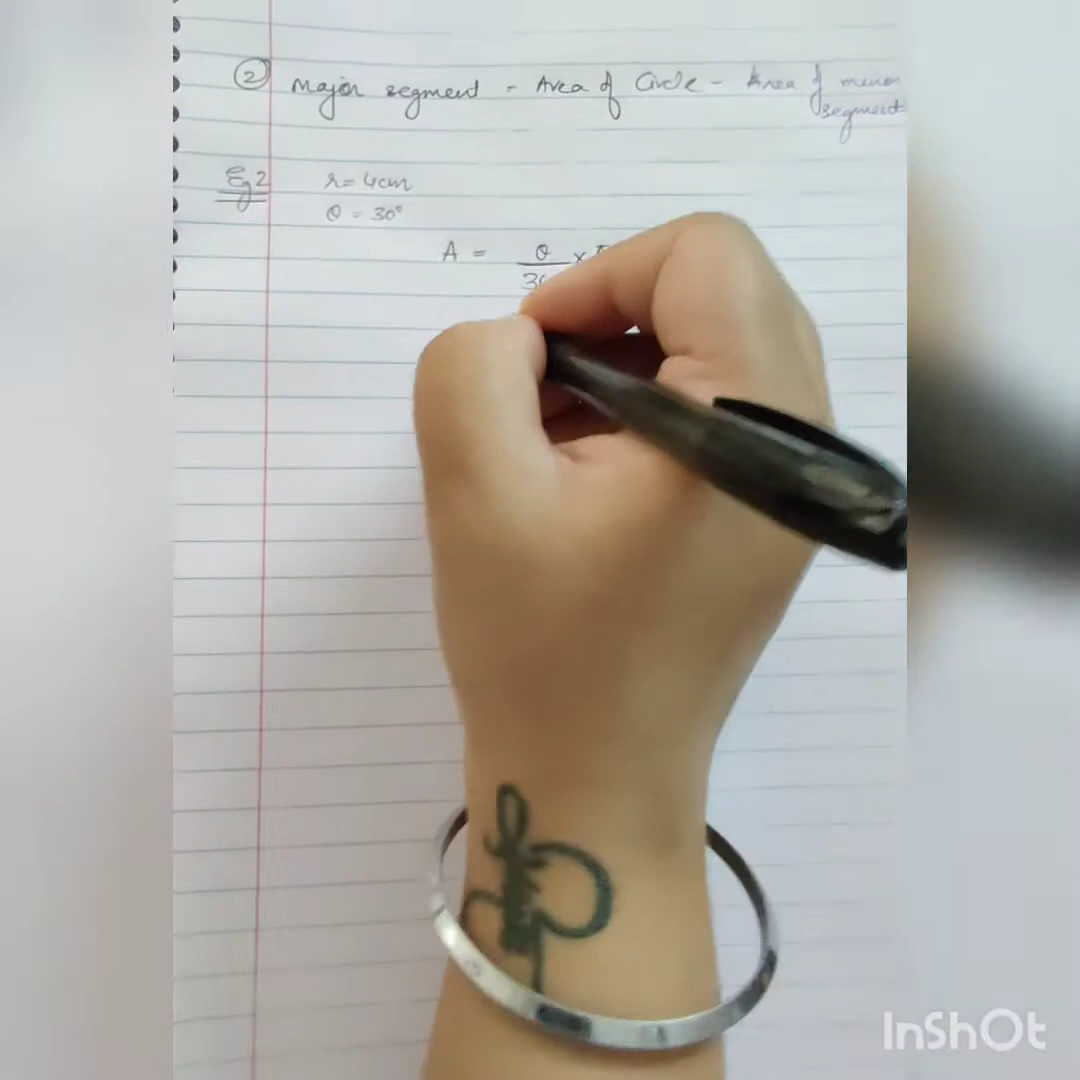 ② Major segment = Area of Circle - Area of minor
segment
Eg 2 r = 4cm
θ = 30°
A = θ ×
InShOt